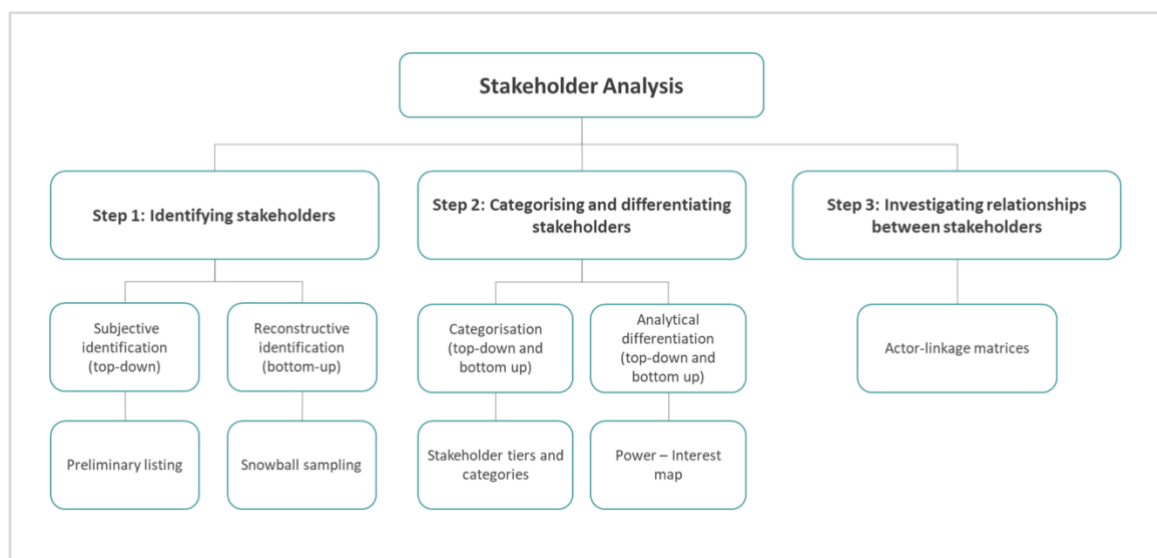 Stakeholder Analysis
Step 1: Identifying stakeholders
Step 2: Categorising and differentiating
stakeholders
Step 3: Investigating relationships
between stakeholders
Subjective
identification
(top-down)
Reconstructive
identification
(bottom-up)
Categorisation
(top-down and
bottom up)
Analytical
differentiation
(top-down and
bottom up)
Actor-linkage matrices
Preliminary listing
Snowball sampling
Stakeholder tiers and
categories
Power – Interest
map